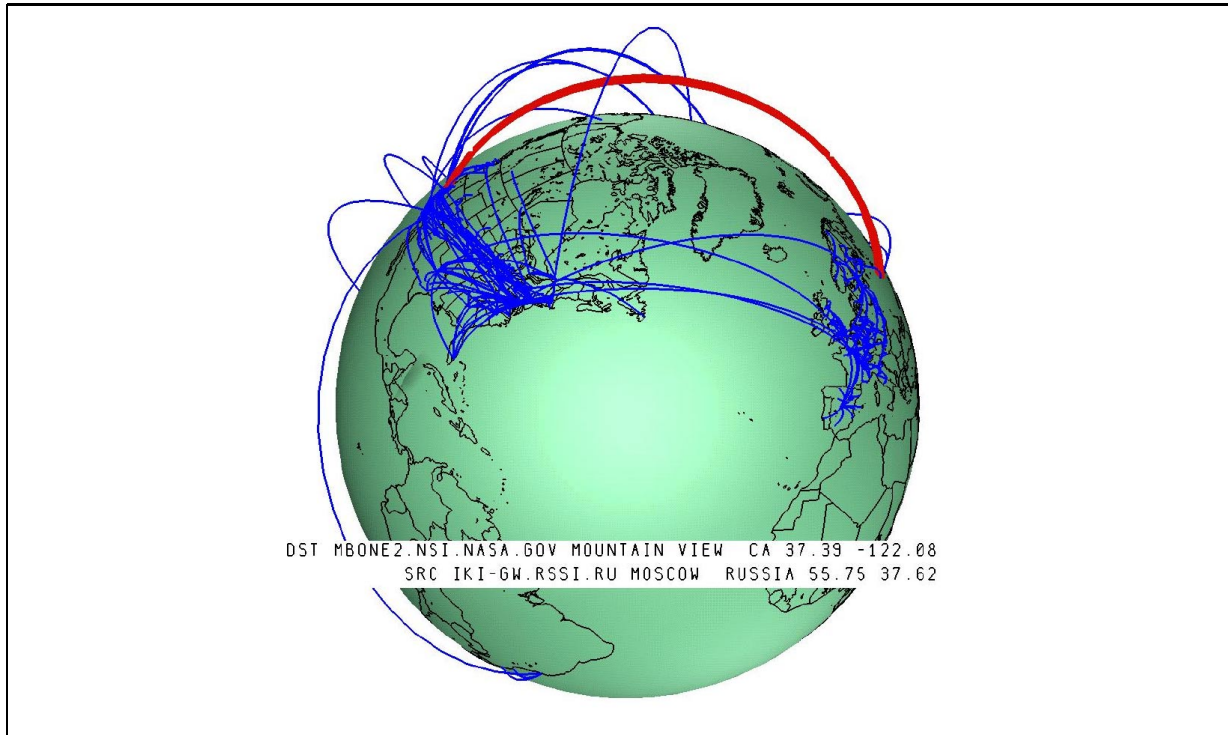 DST MBONE2.NSI.NASA.GOV MOUNTAIN VIEW CA 37.39 -122.08
SRC IKI-GW.RSSI.RU MOSCOW RUSSIA 55.75 37.62